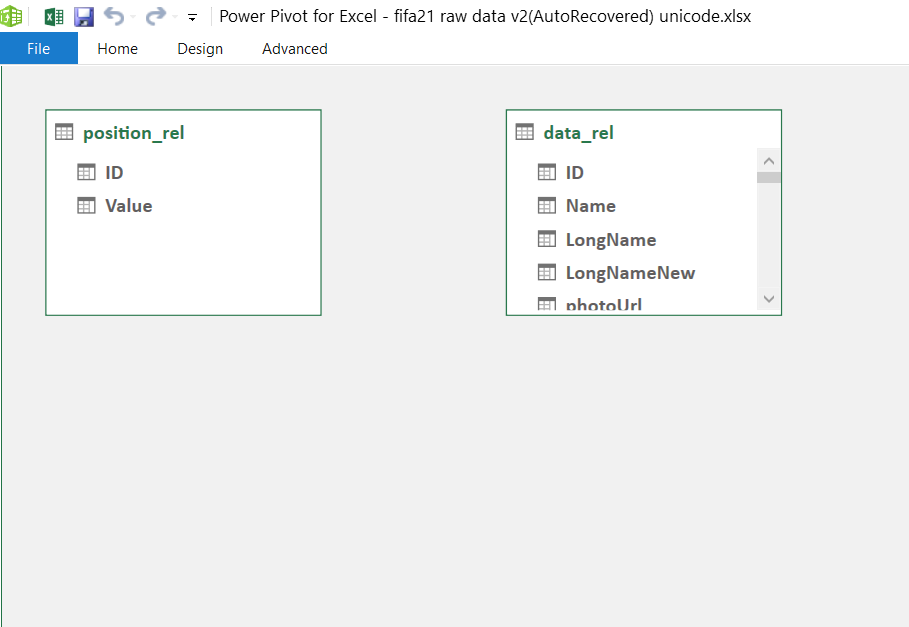 Power Pivot for Excel - fifa21 raw data v2(AutoRecovered) unicode.xlsx
File Home Design Advanced
position_rel
ID
Value
data_rel
ID
Name
LongName
LongNameNew
photoUrl